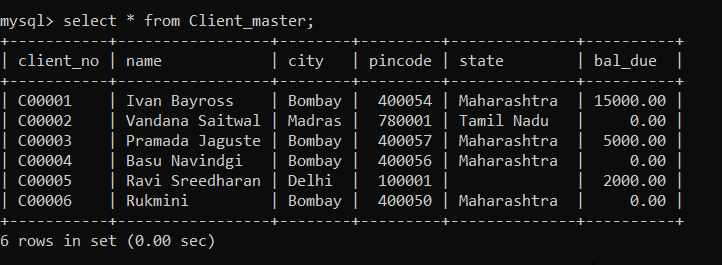 mysql> select * from Client_master;
+-----------+------------------+--------+---------+-------------+----------+
| client_no | name             | city   | pincode | state       | bal_due  |
+-----------+------------------+--------+---------+-------------+----------+
| C00001    | Ivan Bayross     | Bombay |  400054 | Maharashtra | 15000.00 |
| C00002    | Vandana Saitwal  | Madras |  780001 | Tamil Nadu  |     0.00 |
| C00003    | Pramada Jaguste  | Bombay |  400057 | Maharashtra |  5000.00 |
| C00004    | Basu Navindgi    | Bombay |  400056 | Maharashtra |     0.00 |
| C00005    | Ravi Sreedharan  | Delhi  |  100001 |             |  2000.00 |
| C00006    | Rukmini          | Bombay |  400050 | Maharashtra |     0.00 |
+-----------+------------------+--------+---------+-------------+----------+
6 rows in set (0.00 sec)